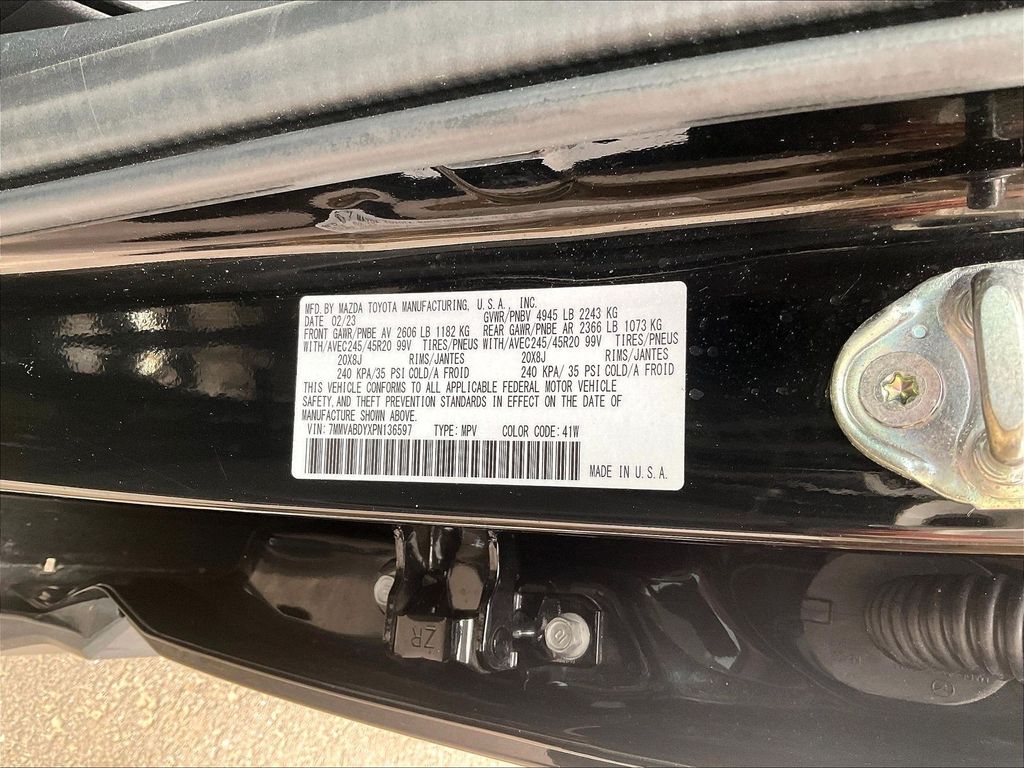 MFD. BY MAZDA TOYOTA MANUFACTURING, U.S.A., INC.
DATE 02/23 GVWR/PNBV 4945 LB 2243 KG
FRONT GAWR/PNBE AV 2606 LB 1182 KG REAR GAWR/PNBE AR 2366 LB 1073 KG
WITH/AVEC245/45R20 99V TIRES/PNEUS WITH/AVEC245/45R20 99V TIRES/PNEUS
20X8J RIMS/JANTES 20X8J RIMS/JANTES
240 KPA/35 PSI COLD/A FROID 240 KPA/35 PSI COLD/A FROID
THIS VEHICLE CONFORMS TO ALL APPLICABLE FEDERAL MOTOR VEHICLE
SAFETY, AND THEFT PREVENTION STANDARDS IN EFFECT ON THE DATE OF
MANUFACTURE SHOWN ABOVE.
VIN: 7MMVABDYXPN136597 TYPE: MPV COLOR CODE: 41W
MADE IN U.S.A.
ZR